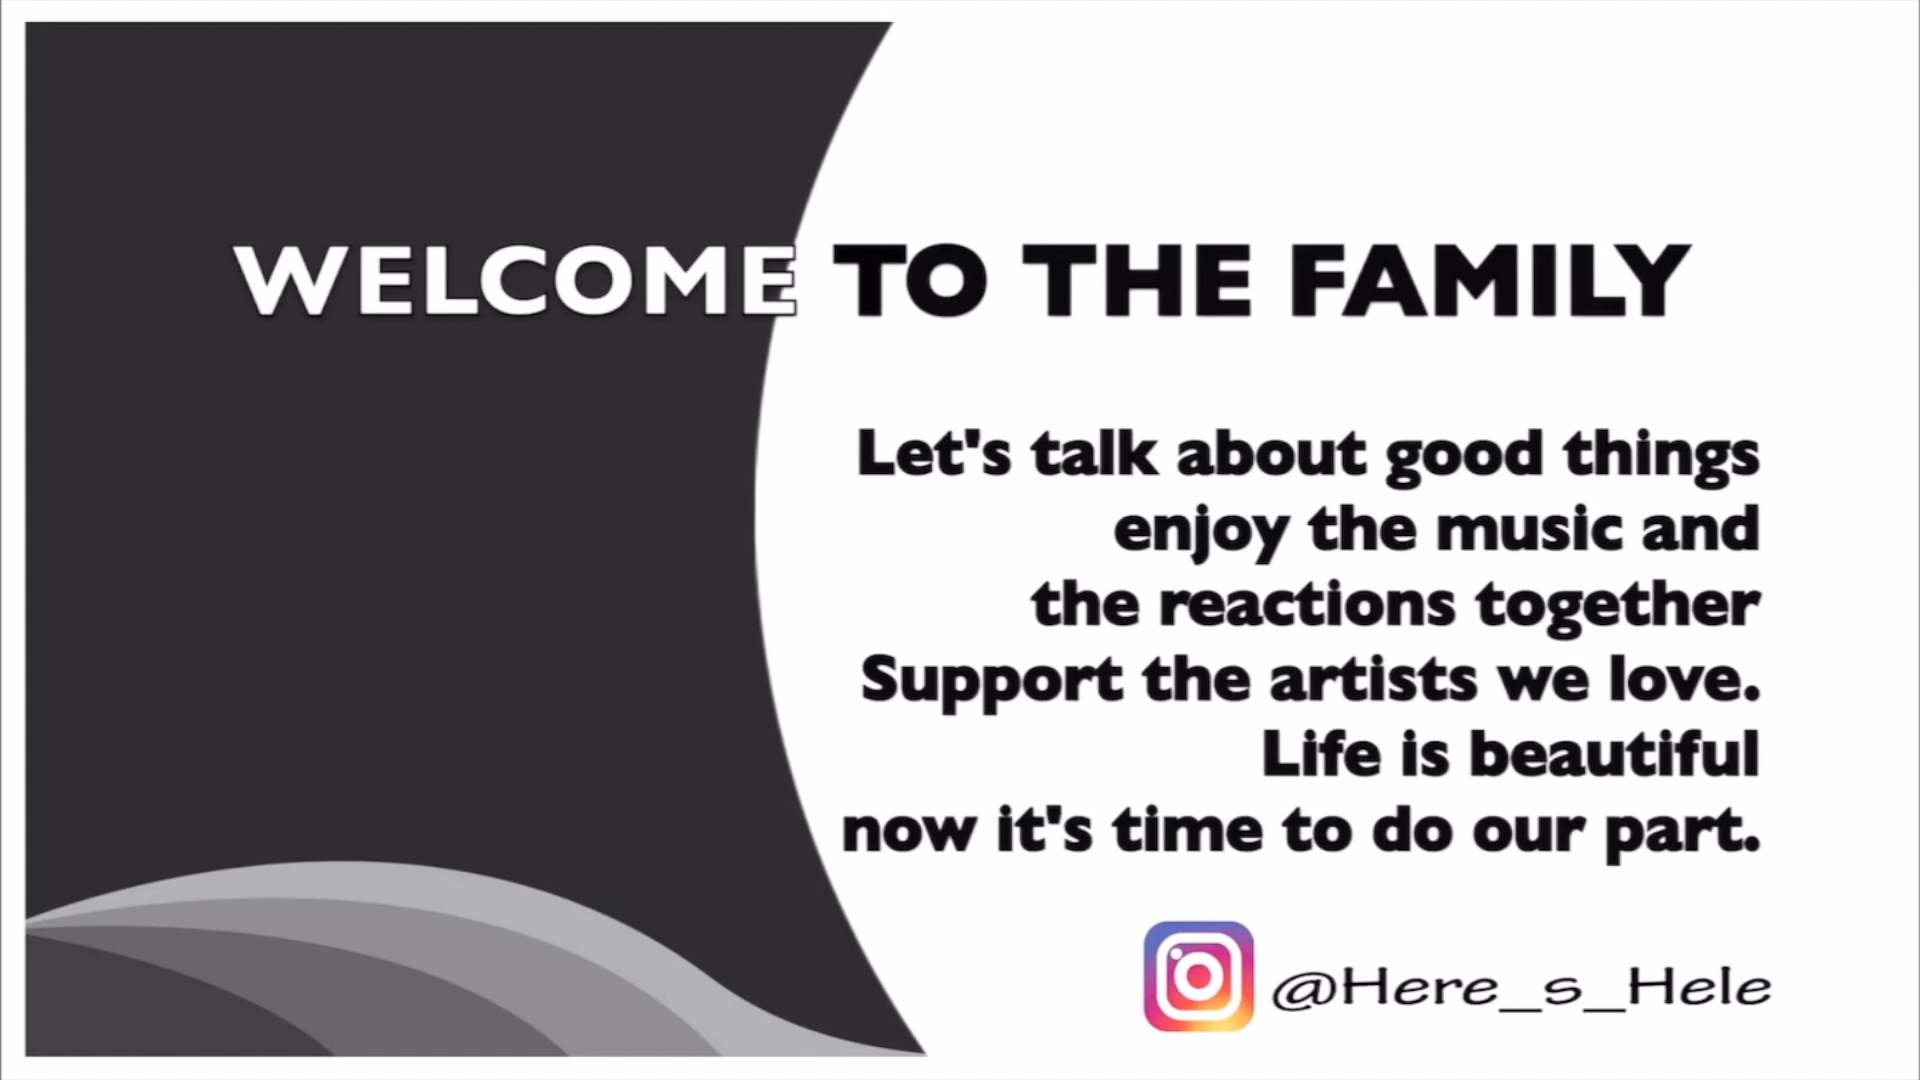 WELCOME TO THE FAMILY
Let's talk about good things
enjoy the music and
the reactions together
Support the artists we love.
Life is beautiful
now it's time to do our part.
@Here_s_Hele